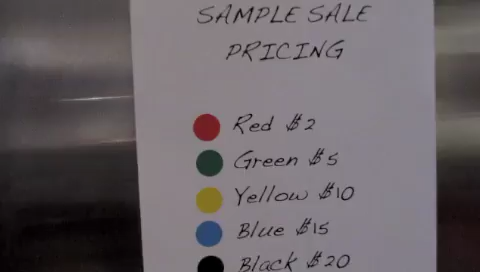 SAMPLE SALE
PRICING
Red $2
Green $5
Yellow $10
Blue $15
Black $20